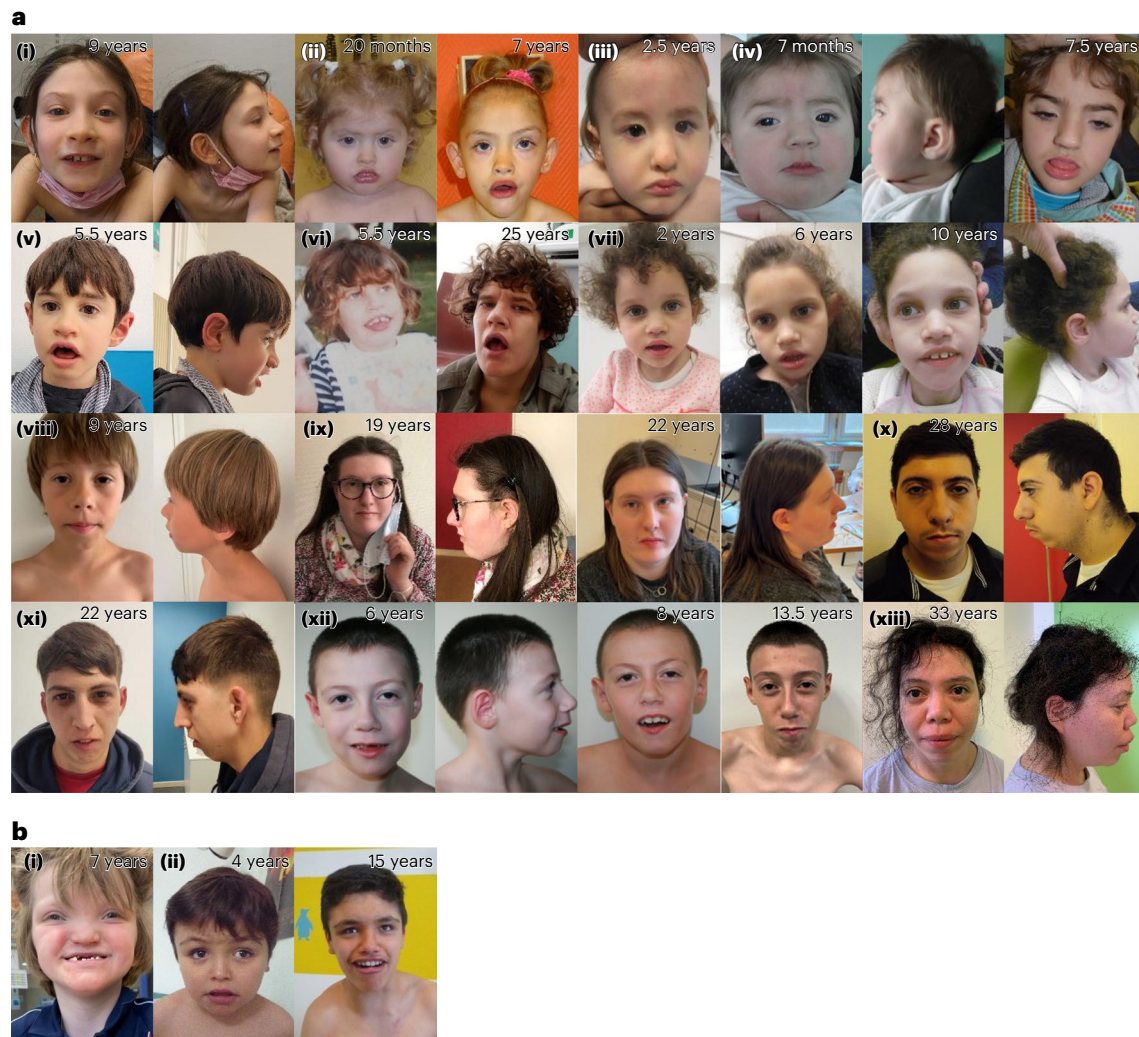 a
(i) 9 years (ii) 20 months 7 years (iii) 2.5 years (iv) 7 months 7.5 years
(v) 5.5 years (vi) 5.5 years 25 years (vii) 2 years 6 years 10 years
(viii) 9 years (ix) 19 years 22 years (x) 28 years
(xi) 22 years (xii) 6 years 8 years 13.5 years (xiii) 33 years
b
(i) 7 years (ii) 4 years 15 years